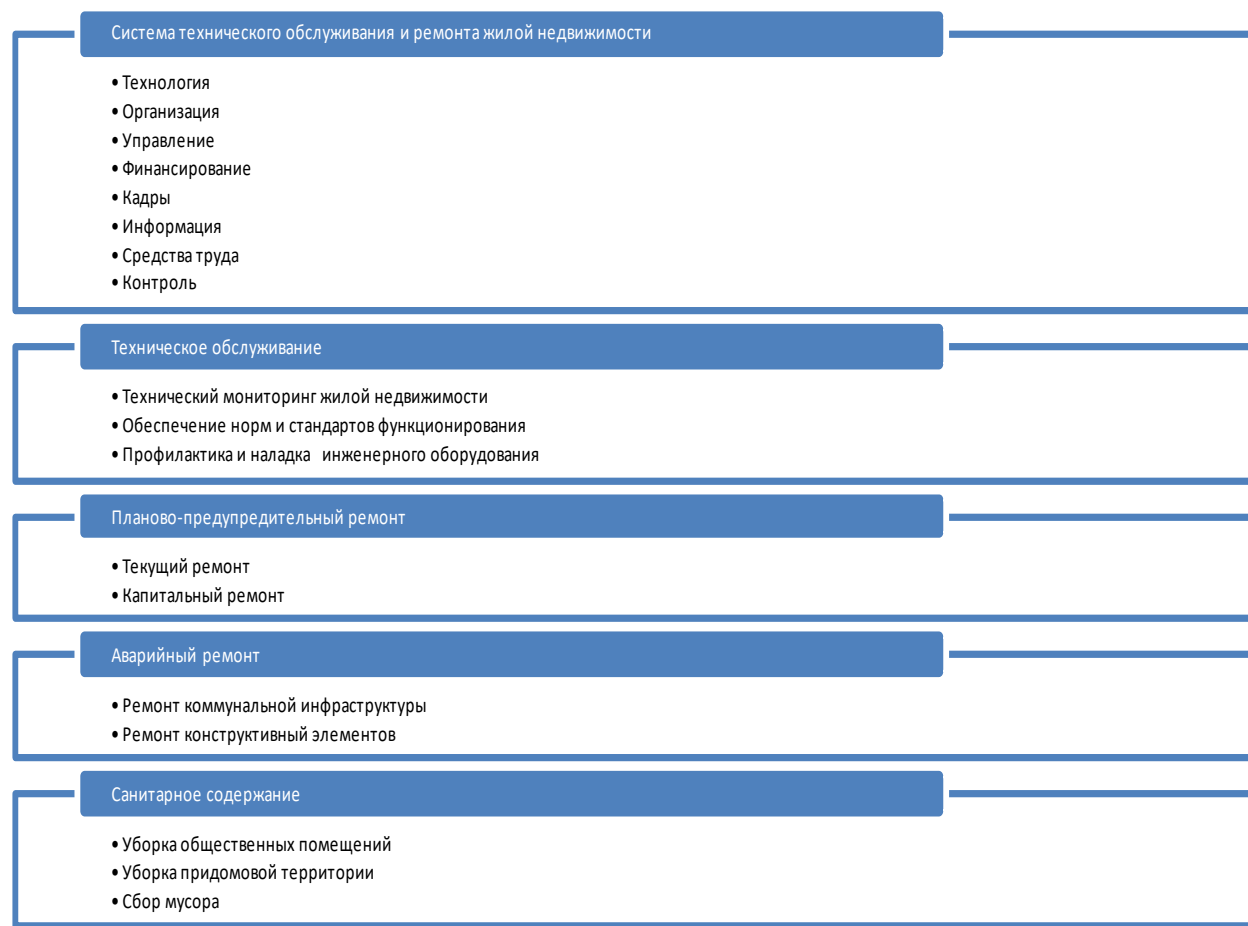 Система технического обслуживания и ремонта жилой недвижимости
• Технология
• Организация
• Управление
• Финансирование
• Кадры
• Информация
• Средства труда
• Контроль
Техническое обслуживание
• Технический мониторинг жилой недвижимости
• Обеспечение норм и стандартов функционирования
• Профилактика и наладка инженерного оборудования
Планово-предупредительный ремонт
• Текущий ремонт
• Капитальный ремонт
Аварийный ремонт
• Ремонт коммунальной инфраструктуры
• Ремонт конструктивный элементов
Санитарное содержание
• Уборка общественных помещений
• Уборка придомовой территории
• Сбор мусора